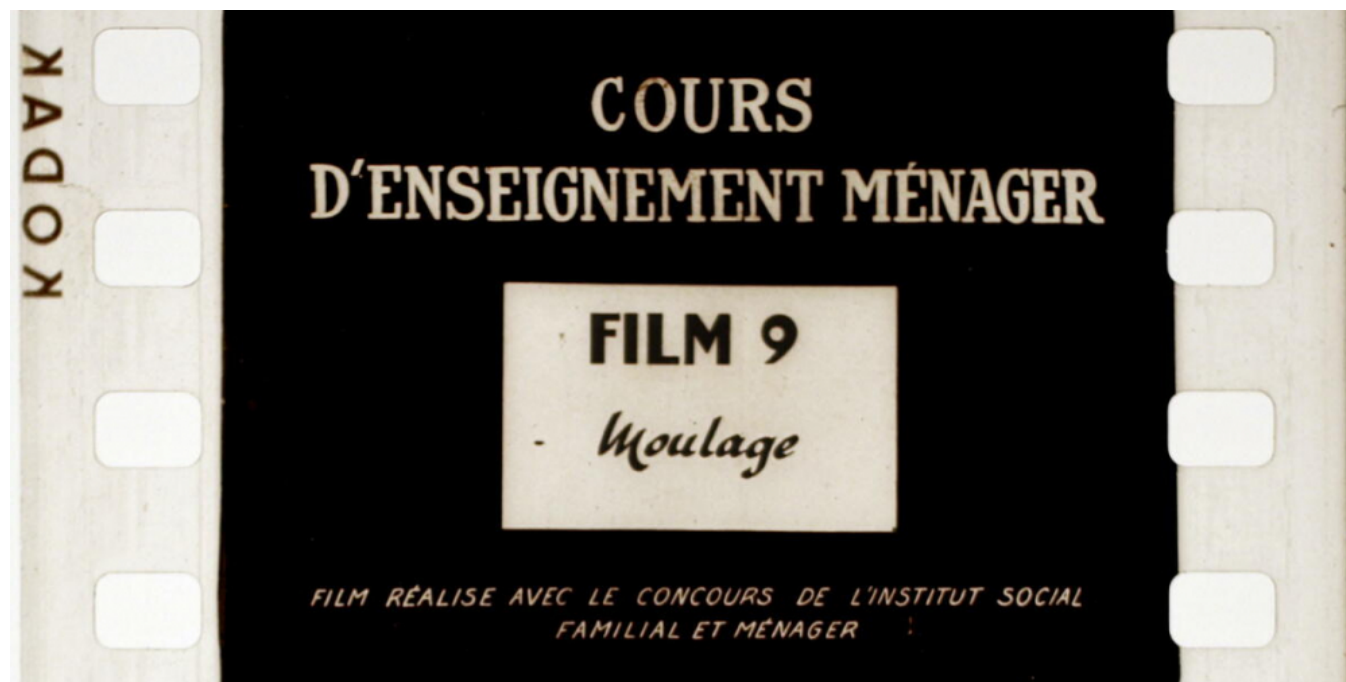 KODAK
COURS
D'ENSEIGNEMENT MÉNAGER
FILM 9
Moulage
FILM RÉALISE AVEC LE CONCOURS DE L'INSTITUT SOCIAL
FAMILIAL ET MÉNAGER